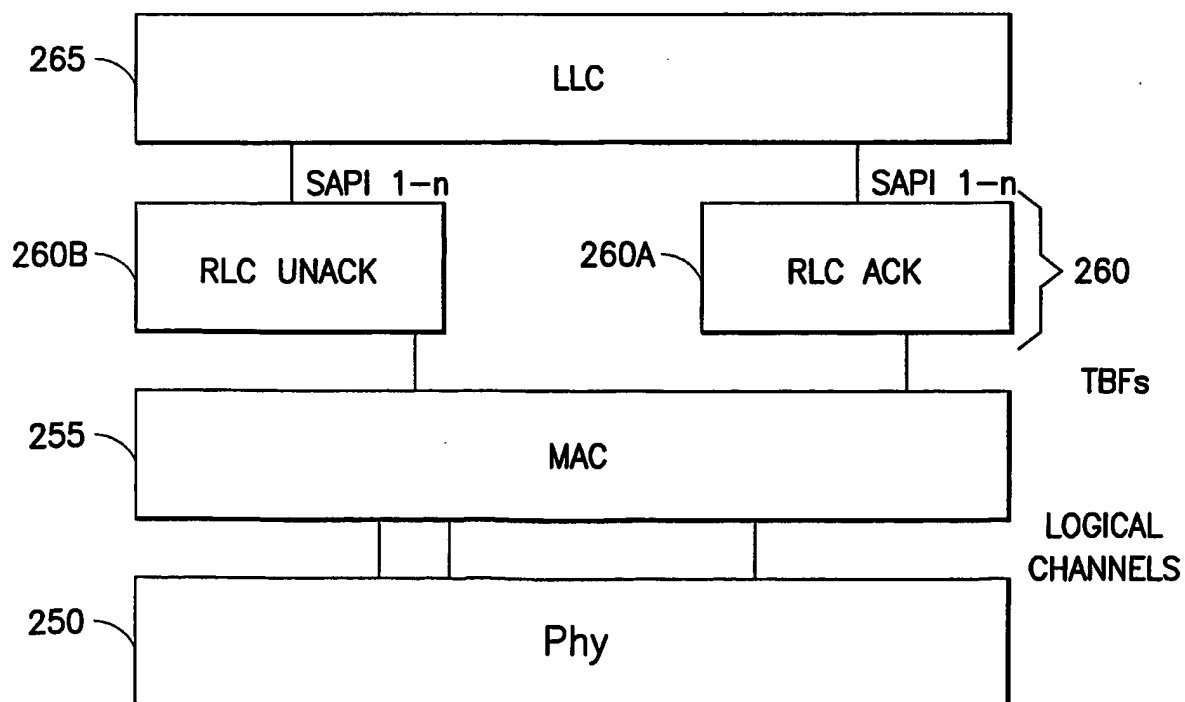 265
LLC
SAPI 1-n
SAPI 1-n
260B
RLC UNACK
260A
RLC ACK
260
TBFs
255
MAC
LOGICAL
CHANNELS
250
Phy